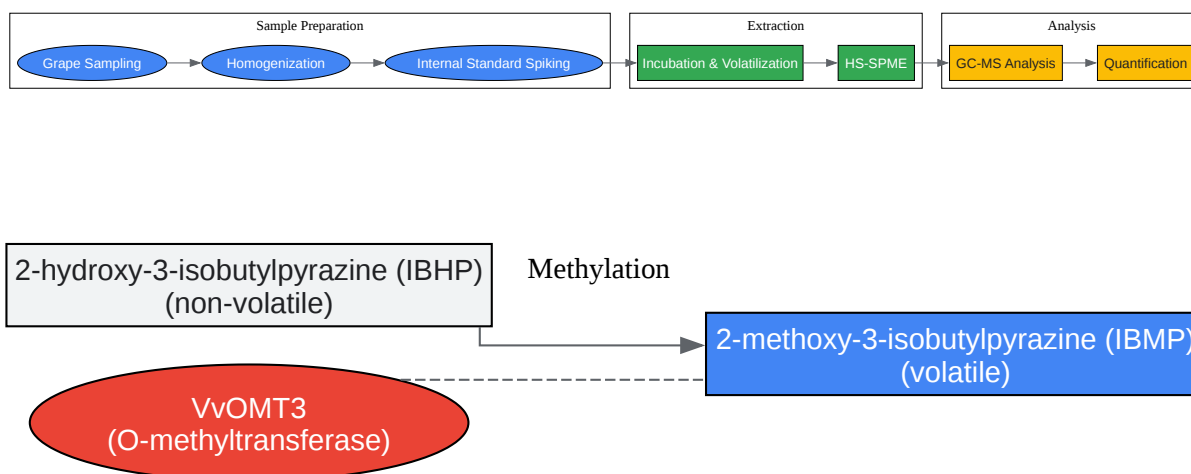 Sample Preparation
Extraction
Analysis
Grape Sampling
Homogenization
Internal Standard Spiking
Incubation & Volatilization
HS-SPME
GC-MS Analysis
Quantification
2-hydroxy-3-isobutylpyrazine (IBHP)
(non-volatile)
Methylation
2-methoxy-3-isobutylpyrazine (IBMP)
(volatile)
VvOMT3
(O-methyltransferase)